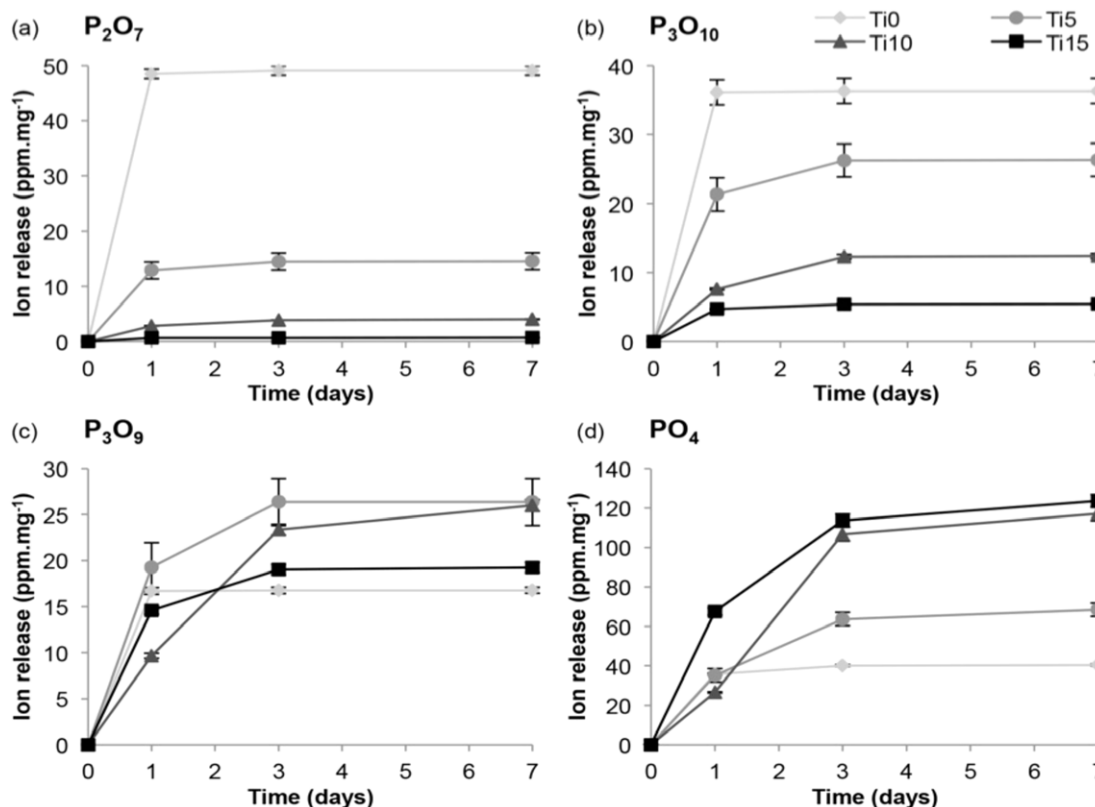 (a) P₂O₇
(b) P₃O₁₀
Ti0 Ti5
Ti10 Ti15
Ion release (ppm.mg⁻¹)
50
40
30
20
10
0
0 1 2 3 4 5 6 7
Time (days)
Ion release (ppm.mg⁻¹)
40
30
20
10
0
0 1 2 3 4 5 6 7
Time (days)
(c) P₃O₉
Ion release (ppm.mg⁻¹)
30
25
20
15
10
5
0
0 1 2 3 4 5 6 7
Time (days)
(d) PO₄
Ion release (ppm.mg⁻¹)
140
120
100
80
60
40
20
0
0 1 2 3 4 5 6 7
Time (days)